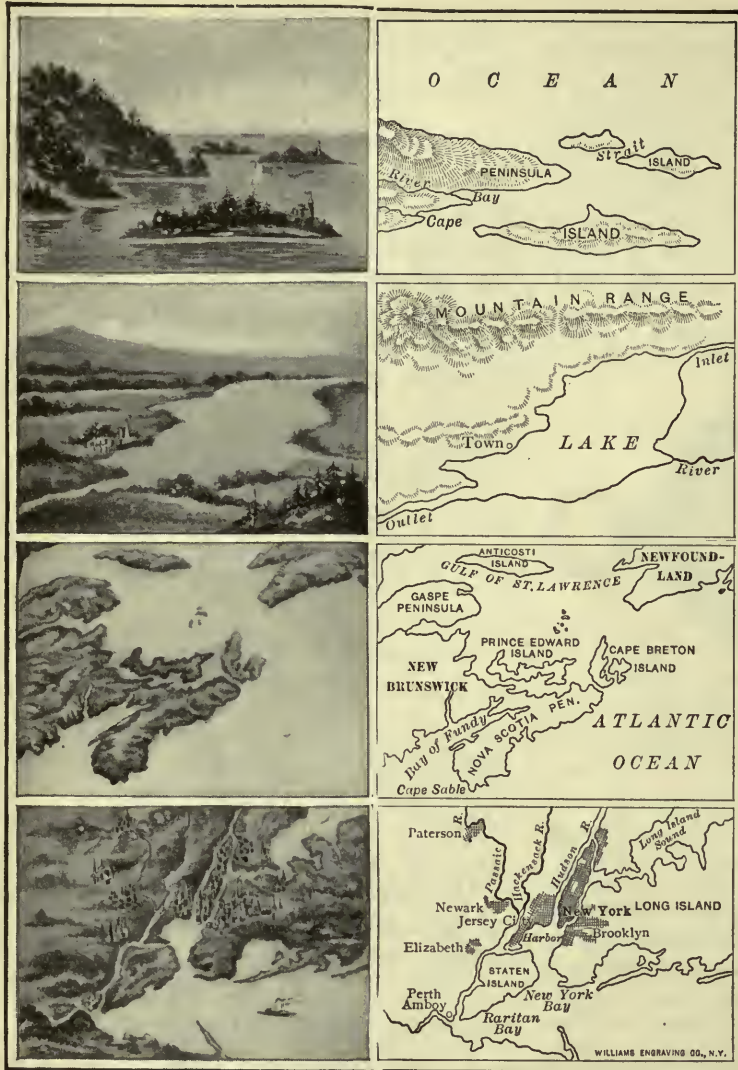 OCEAN
Strait
ISLAND
PENINSULA
River
Bay
Cape
ISLAND
MOUNTAIN RANGE
Inlet
Town
LAKE
River
Outlet
ANTICOSTI
ISLAND
NEWFOUND-
LAND
GULF OF ST. LAWRENCE
GASPE
PENINSULA
PRINCE EDWARD
ISLAND
CAPE BRETON
ISLAND
NEW
BRUNSWICK
Bay of Fundy
NOVA SCOTIA PEN.
ATLANTIC
OCEAN
Cape Sable
Paterson
Passaic R.
Hackensack R.
Hudson R.
Long Island
Sound
Newark
Jersey City
New York
LONG ISLAND
Elizabeth
Harbor
Brooklyn
STATEN
ISLAND
Perth
Amboy
New York
Bay
Raritan
Bay
WILLIAMS ENGRAVING CO., N.Y.